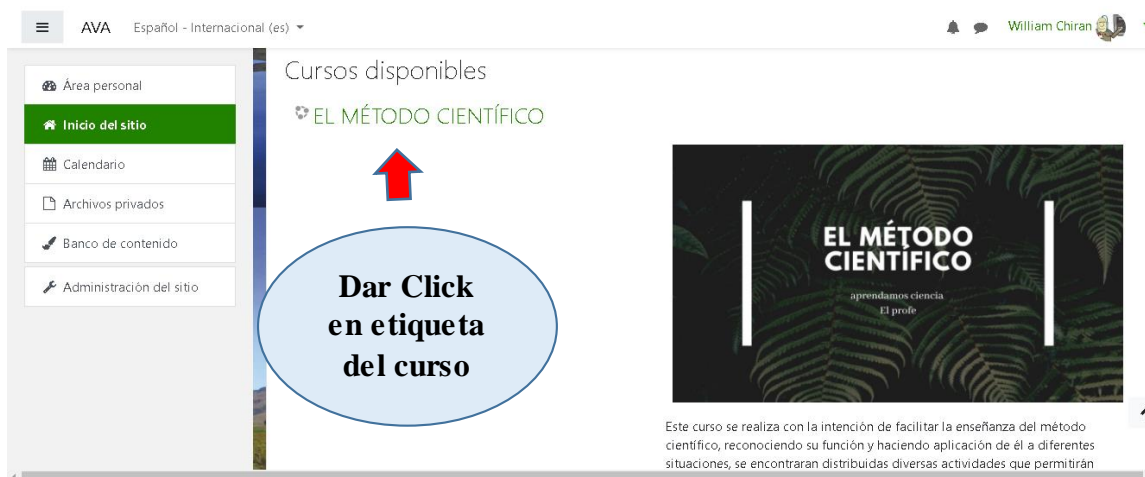 AVA Español - Internacional (es)
William Chiran
Área personal
Inicio del sitio
Calendario
Archivos privados
Banco de contenido
Administración del sitio
Cursos disponibles
EL MÉTODO CIENTÍFICO
Dar Click
en etiqueta
del curso
EL MÉTODO
CIENTÍFICO
aprendamos ciencia
El profe
Este curso se realiza con la intención de facilitar la enseñanza del método
científico, reconociendo su función y haciendo aplicación de él a diferentes
situaciones, se encontraran distribuidas diversas actividades que permitirán